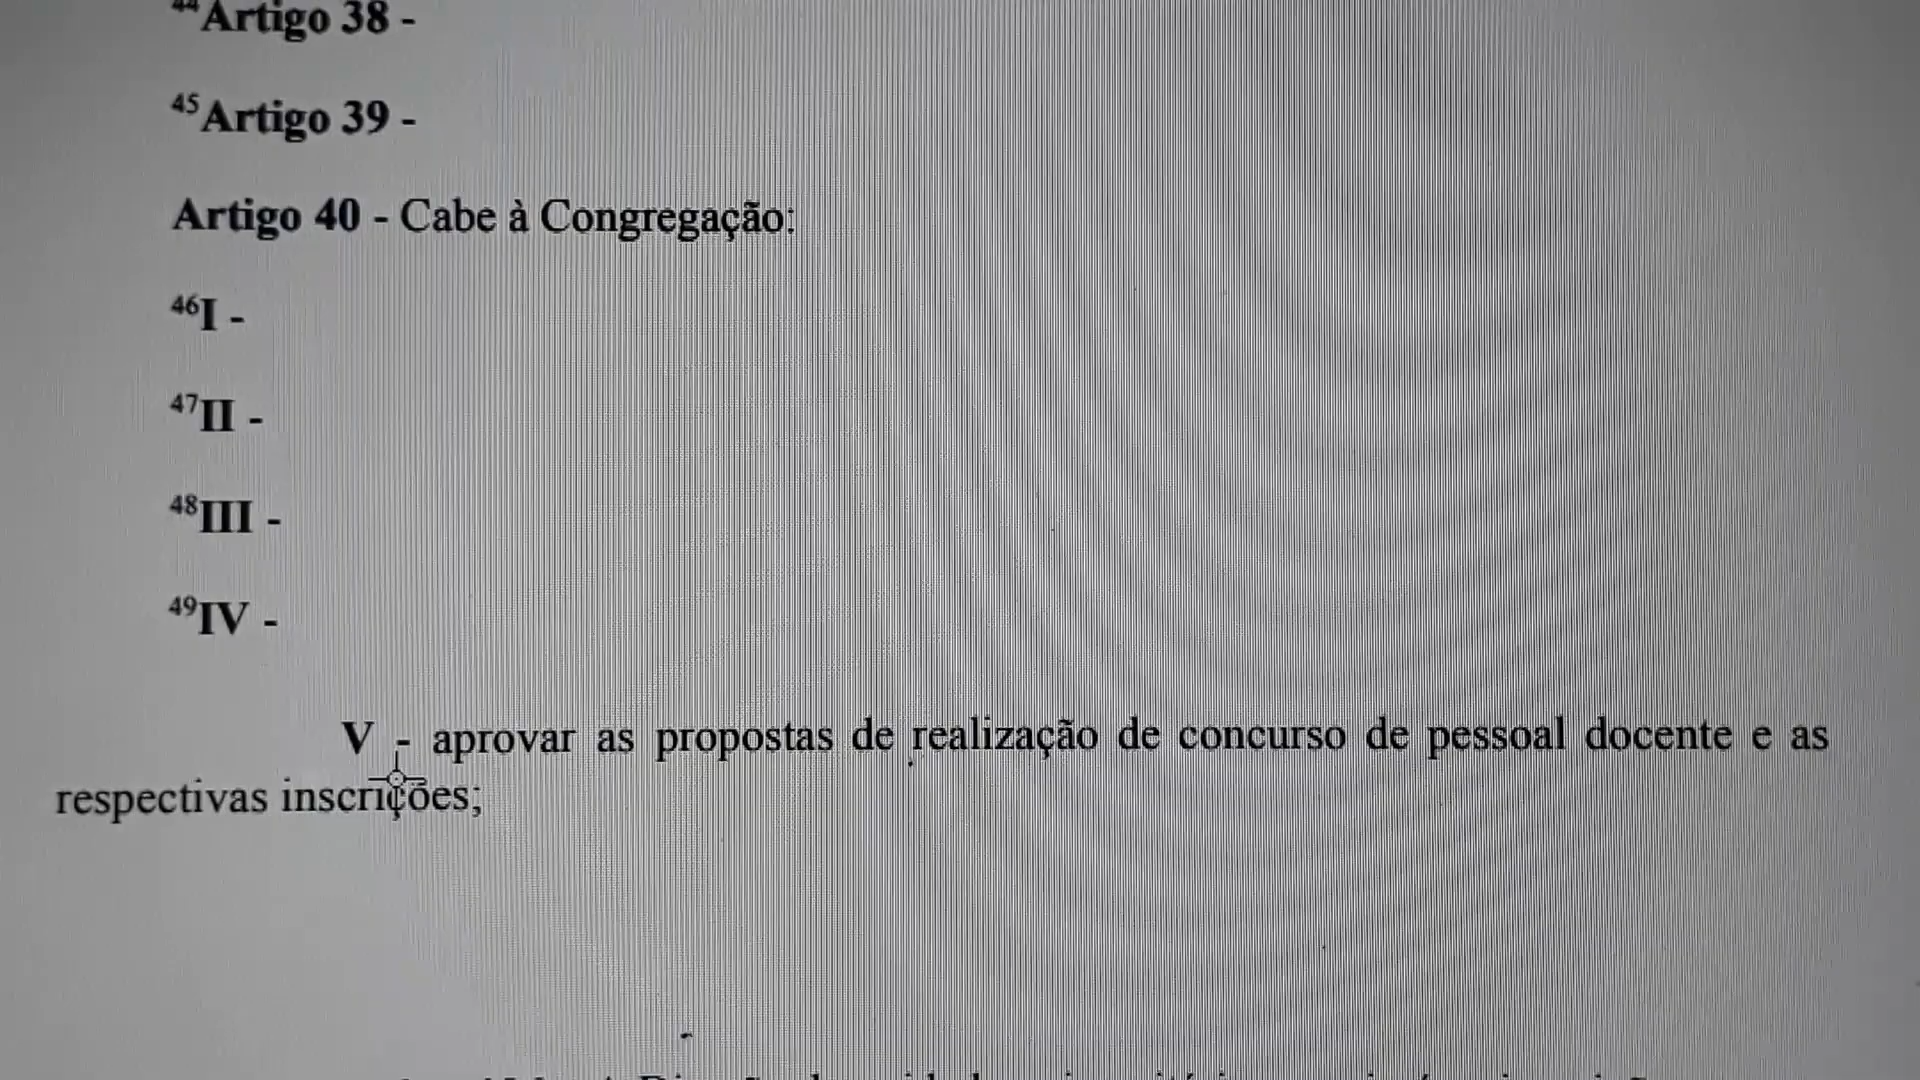 ⁴⁴Artigo 38 -
⁴⁵Artigo 39 -
Artigo 40 - Cabe à Congregação:
⁴⁶I -
⁴⁷II -
⁴⁸III -
⁴⁹IV -
V - aprovar as propostas de realização de concurso de pessoal docente e as
respectivas inscrições;